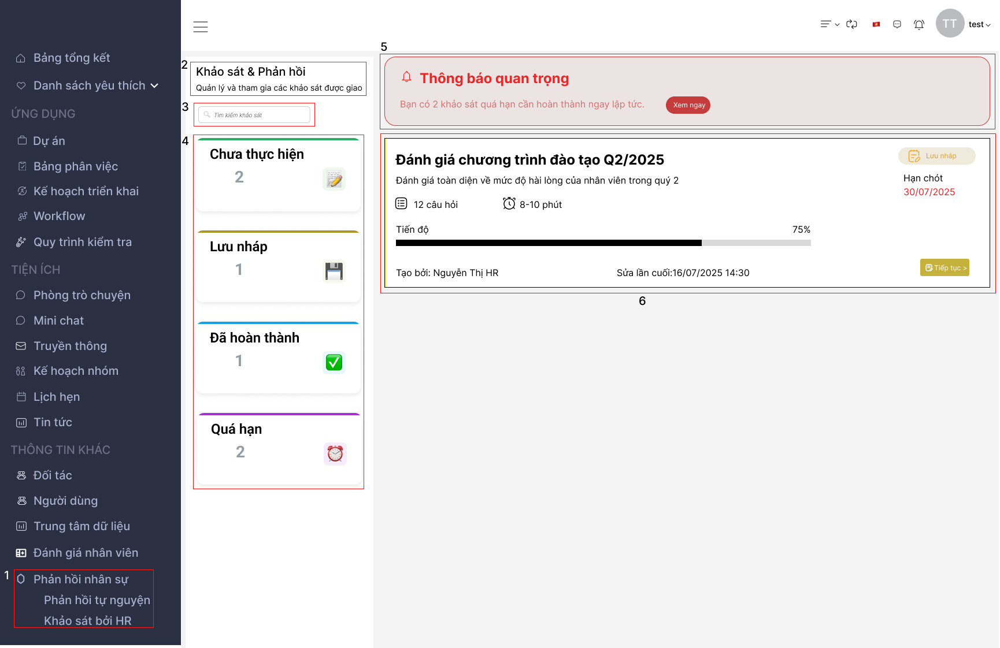 Bảng tổng kết
Danh sách yêu thích
ỨNG DỤNG
Dự án
Bảng phân việc
Kế hoạch triển khai
Workflow
Quy trình kiểm tra
TIỆN ÍCH
Phòng trò chuyện
Mini chat
Truyền thông
Kế hoạch nhóm
Lịch hẹn
Tin tức
THÔNG TIN KHÁC
Đối tác
Người dùng
Trung tâm dữ liệu
Đánh giá nhân viên
1
Phản hồi nhân sự
Phản hồi tự nguyện
Khảo sát bởi HR
TT
test
2
Khảo sát & Phản hồi
Quản lý và tham gia các khảo sát được giao
3
Tìm kiếm khảo sát
4
Chưa thực hiện
2
Lưu nháp
1
Đã hoàn thành
1
Quá hạn
2
5
Thông báo quan trọng
Bạn có 2 khảo sát quá hạn cần hoàn thành ngay lập tức.
Xem ngay
Đánh giá chương trình đào tạo Q2/2025
Lưu nháp
Đánh giá toàn diện về mức độ hài lòng của nhân viên trong quý 2
Hạn chót
30/07/2025
12 câu hỏi
8-10 phút
Tiến độ
75%
Tạo bởi: Nguyễn Thị HR
Sửa lần cuối:16/07/2025 14:30
Tiếp tục >
6